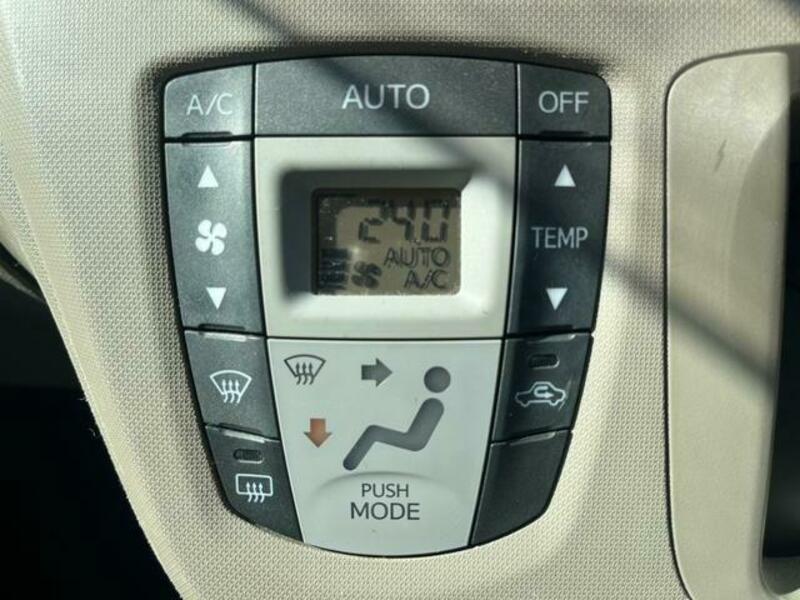 A/C AUTO OFF
24.0
TEMP
AUTO
A/C
PUSH
MODE